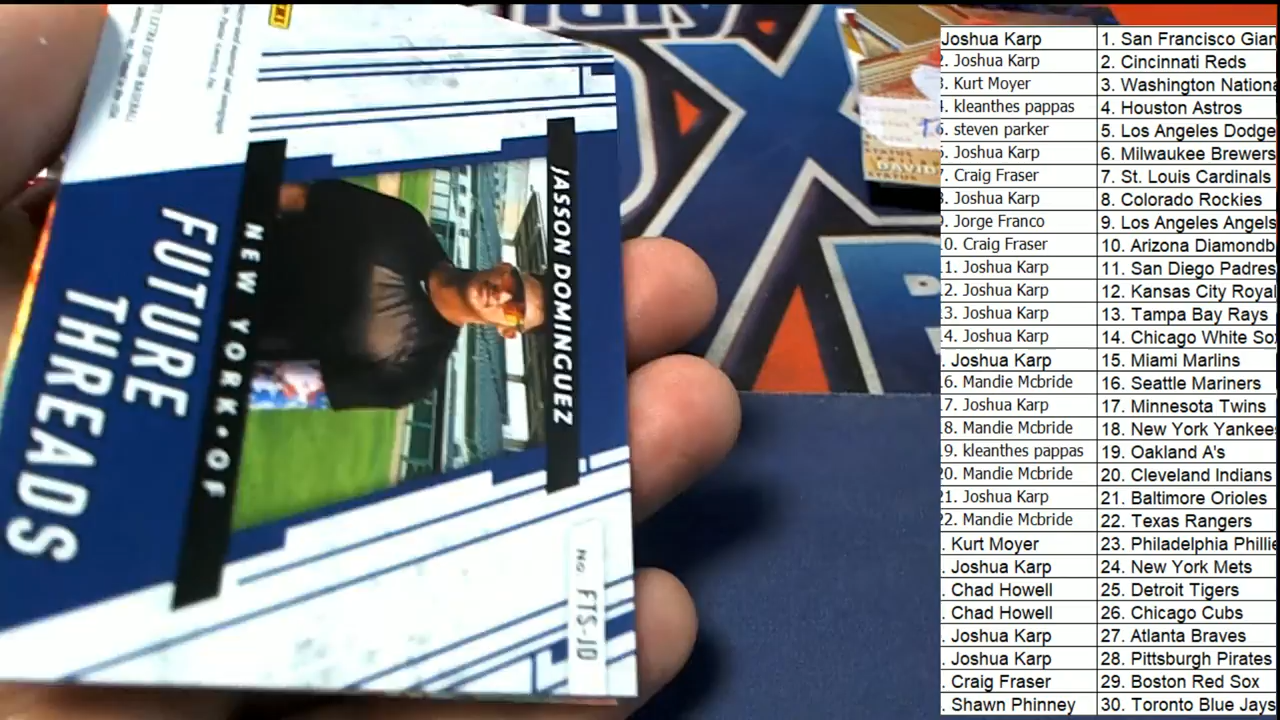 JASSON DOMINGUEZ
NEW YORK • OF
FUTURE
THREADS
No. FTS-JD
PANINI
DAVID
STATUS
Joshua Karp 1. San Francisco Gian
2. Joshua Karp 2. Cincinnati Reds
3. Kurt Moyer 3. Washington Nationa
4. kleanthes pappas 4. Houston Astros
6. steven parker 5. Los Angeles Dodge
5. Joshua Karp 6. Milwaukee Brewers
7. Craig Fraser 7. St. Louis Cardinals
8. Joshua Karp 8. Colorado Rockies
9. Jorge Franco 9. Los Angeles Angels
10. Craig Fraser 10. Arizona Diamondb
11. Joshua Karp 11. San Diego Padres
12. Joshua Karp 12. Kansas City Royal
13. Joshua Karp 13. Tampa Bay Rays
14. Joshua Karp 14. Chicago White So
. Joshua Karp 15. Miami Marlins
16. Mandie Mcbride 16. Seattle Mariners
17. Joshua Karp 17. Minnesota Twins
18. Mandie Mcbride 18. New York Yankee
19. kleanthes pappas 19. Oakland A's
20. Mandie Mcbride 20. Cleveland Indians
21. Joshua Karp 21. Baltimore Orioles
22. Mandie Mcbride 22. Texas Rangers
. Kurt Moyer 23. Philadelphia Phillie
. Joshua Karp 24. New York Mets
. Chad Howell 25. Detroit Tigers
. Chad Howell 26. Chicago Cubs
. Joshua Karp 27. Atlanta Braves
. Joshua Karp 28. Pittsburgh Pirates
. Craig Fraser 29. Boston Red Sox
. Shawn Phinney 30. Toronto Blue Jays